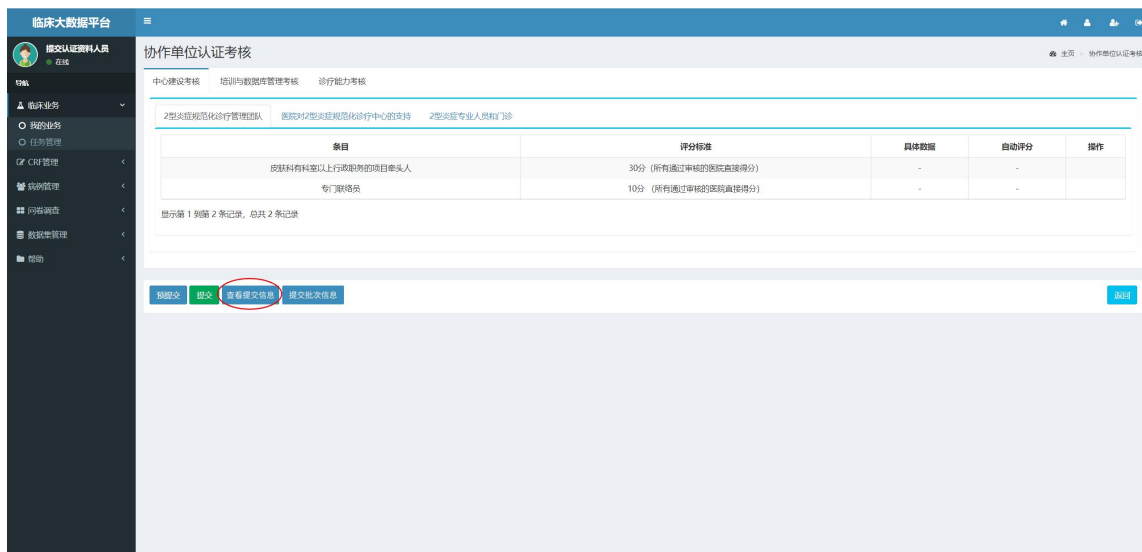 临床大数据平台
提交认证资料人员
在线
导航
临床业务
我的业务
任务管理
CRF管理
病例管理
问卷调查
数据集管理
帮助
协作单位认证考核
主页 > 协作单位认证考核
中心建设考核 培训与数据库管理考核 诊疗能力考核
2型炎症规范化诊疗管理团队 医院对2型炎症规范化诊疗中心的支持 2型炎症专业人员和门诊
条目 评分标准 具体数据 自动评分 操作
皮肤科有科室以上行政职务的项目牵头人 30分（所有通过审核的医院直接得分） - -
专门联络员 10分 （所有通过审核的医院直接得分） - -
显示第 1 到第 2 条记录，总共 2 条记录
预提交 提交 查看提交信息 提交批次信息 返回